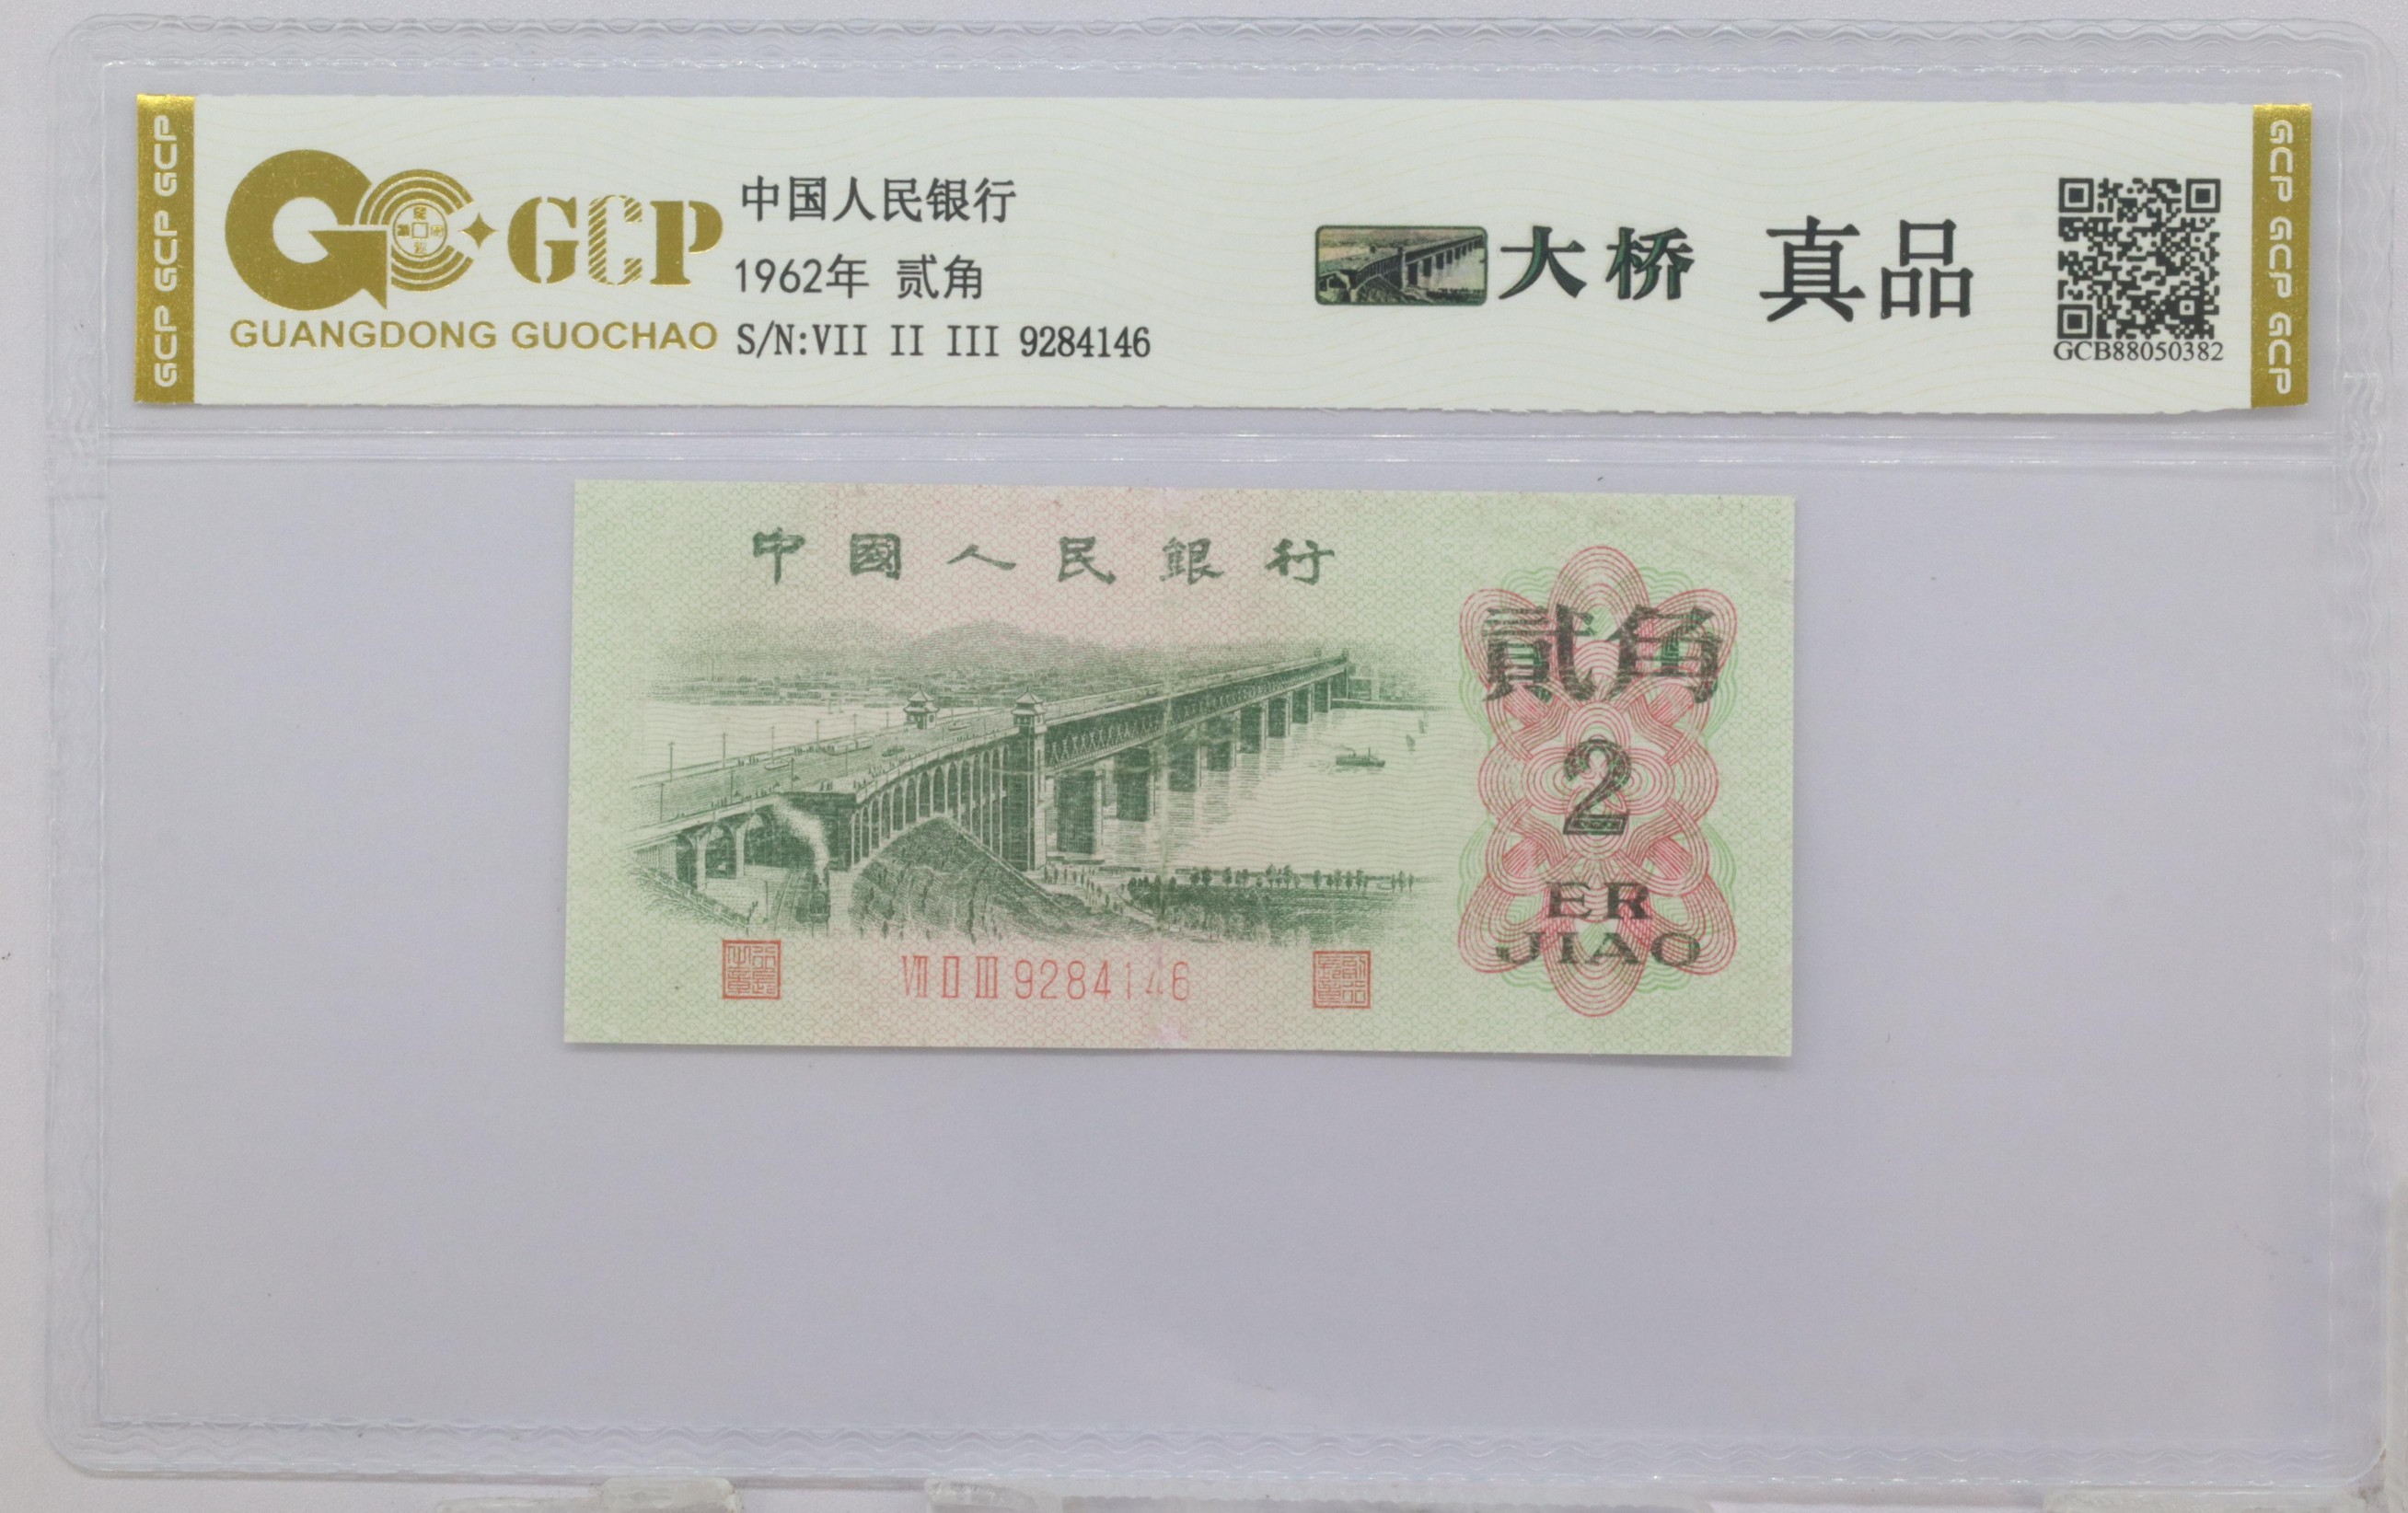 GCP GCP GCP
GCP
GUANGDONG GUOCHAO
中国人民银行
1962年 贰角
S/N:VII II III 9284146
大桥 真品
GCB88050382
GCP GCP GCP
中國人民銀行
貳角
2
ER
JIAO
VII II III 9284146